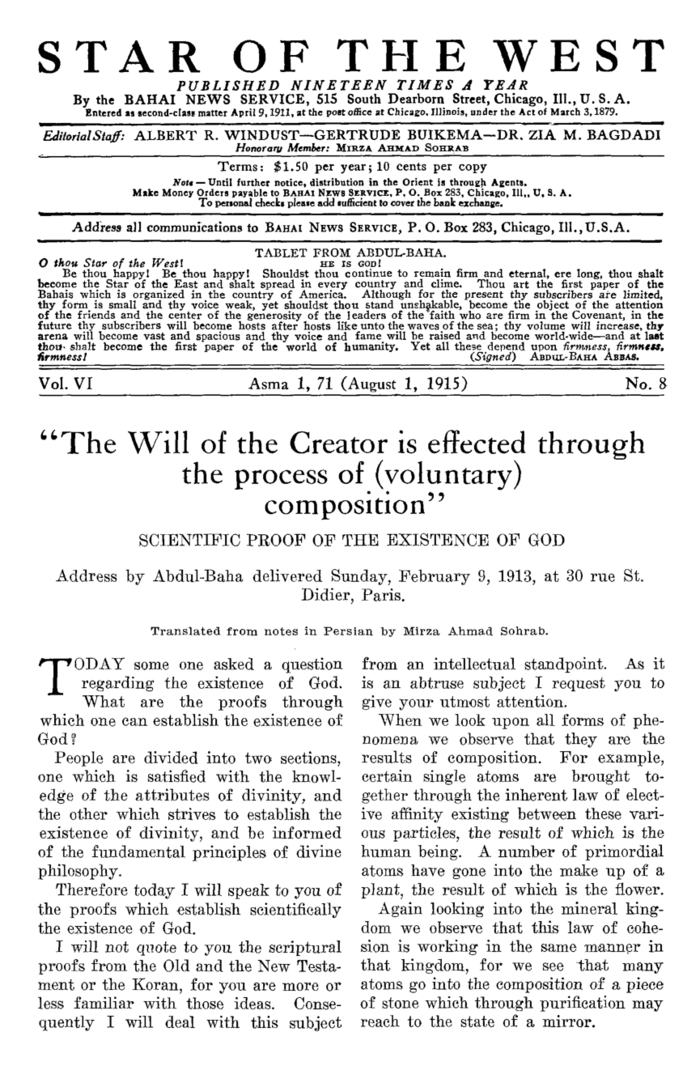 STAR OF THE WEST
PUBLISHED NINETEEN TIMES A YEAR
By the BAHAI NEWS SERVICE, 515 South Dearborn Street, Chicago, Ill., U. S. A.
Entered as second-class matter April 9, 1911, at the post office at Chicago, Illinois, under the Act of March 3, 1879.
Editorial Staff: ALBERT R. WINDUST—GERTRUDE BUIKEMA—DR. ZIA M. BAGDADI
Honorary Member: MIRZA AHMAD SOHRAB
Terms: $1.50 per year; 10 cents per copy
Note — Until further notice, distribution in the Orient is through Agents.
Make Money Orders payable to BAHAI NEWS SERVICE, P. O. Box 283, Chicago, Ill., U. S. A.
To personal checks please add sufficient to cover the bank exchange.
Address all communications to BAHAI NEWS SERVICE, P. O. Box 283, Chicago, Ill., U.S.A.
TABLET FROM ABDUL-BAHA.
O thou Star of the West! HE IS GOD!
Be thou happy! Be thou happy! Shouldst thou continue to remain firm and eternal, ere long, thou shalt
become the Star of the East and shalt spread in every country and clime. Thou art the first paper of the
Bahais which is organized in the country of America. Although for the present thy subscribers are limited,
thy form is small and thy voice weak, yet shouldst thou stand unshakable, become the object of the attention
of the friends and the center of the generosity of the leaders of the faith who are firm in the Covenant, in the
future thy subscribers will become hosts after hosts like unto the waves of the sea; thy volume will increase, thy
arena will become vast and spacious and thy voice and fame will be raised and become world-wide—and at last
thou shalt become the first paper of the world of humanity. Yet all these depend upon firmness, firmness,
firmness! (Signed) ABDUL-BAHA ABBAS.
Vol. VI Asma 1, 71 (August 1, 1915) No. 8
“The Will of the Creator is effected through
the process of (voluntary)
composition”
SCIENTIFIC PROOF OF THE EXISTENCE OF GOD
Address by Abdul-Baha delivered Sunday, February 9, 1913, at 30 rue St.
Didier, Paris.
Translated from notes in Persian by Mirza Ahmad Sohrab.
TODAY some one asked a question
regarding the existence of God.
What are the proofs through
which one can establish the existence of
God?
People are divided into two sections,
one which is satisfied with the knowl-
edge of the attributes of divinity, and
the other which strives to establish the
existence of divinity, and be informed
of the fundamental principles of divine
philosophy.
Therefore today I will speak to you of
the proofs which establish scientifically
the existence of God.
I will not quote to you the scriptural
proofs from the Old and the New Testa-
ment or the Koran, for you are more or
less familiar with those ideas. Conse-
quently I will deal with this subject
from an intellectual standpoint. As it
is an abtruse subject I request you to
give your utmost attention.
When we look upon all forms of phe-
nomena we observe that they are the
results of composition. For example,
certain single atoms are brought to-
gether through the inherent law of elect-
ive affinity existing between these vari-
ous particles, the result of which is the
human being. A number of primordial
atoms have gone into the make up of a
plant, the result of which is the flower.
Again looking into the mineral king-
dom we observe that this law of cohe-
sion is working in the same manner in
that kingdom, for we see that many
atoms go into the composition of a piece
of stone which through purification may
reach to the state of a mirror.